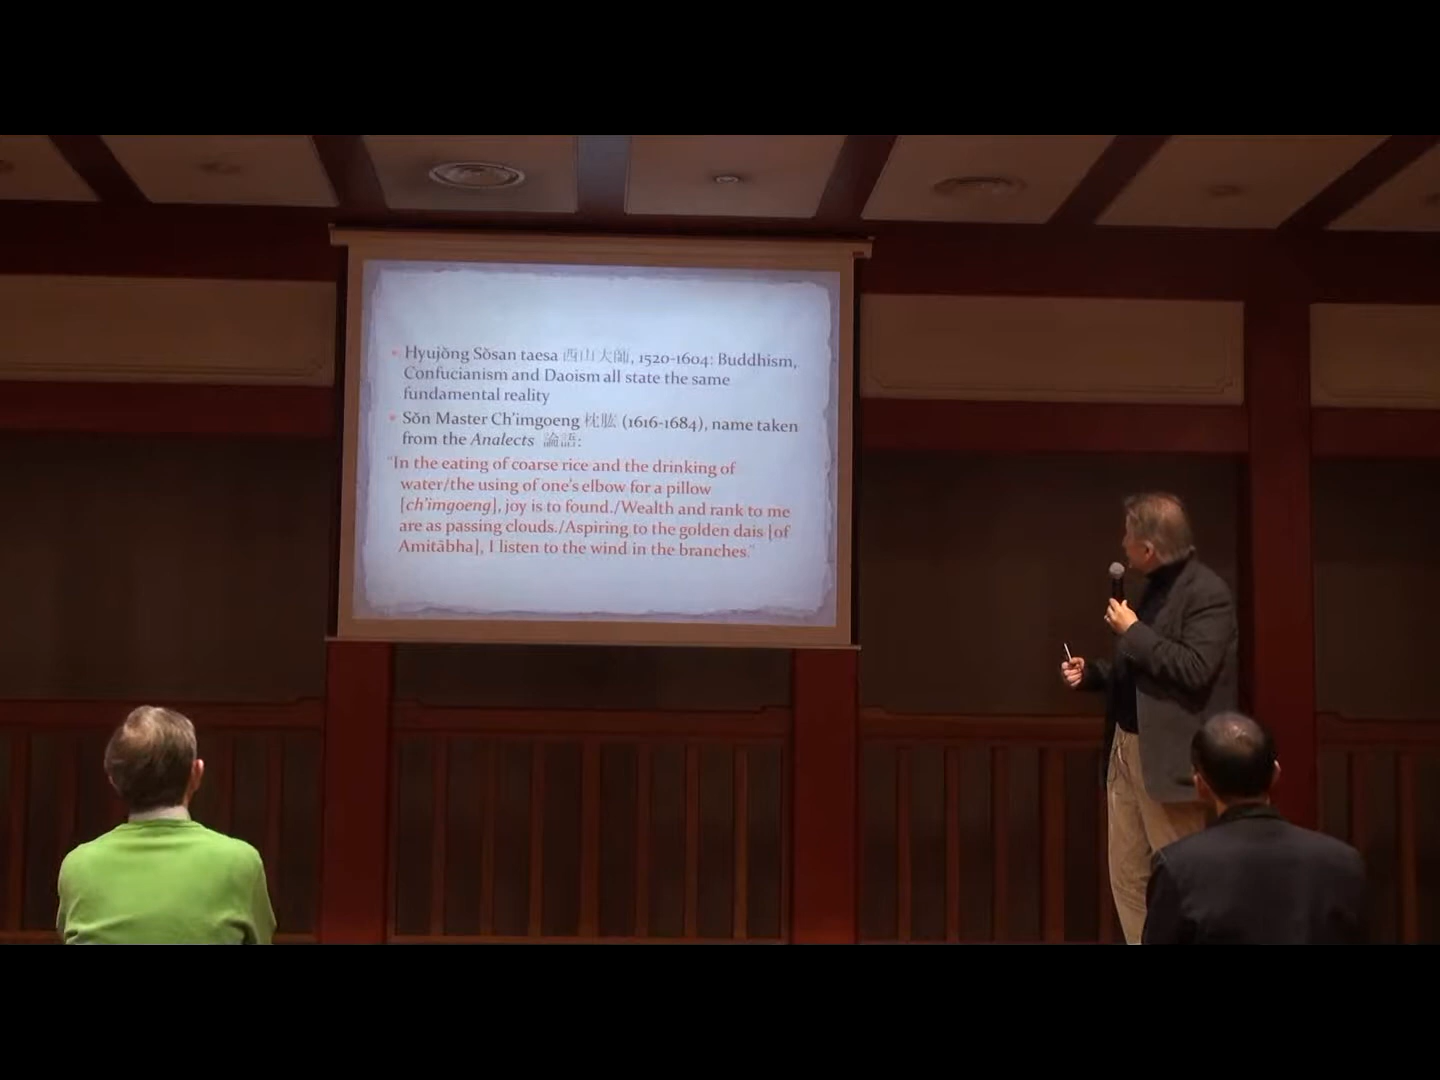 • Hyujŏng Sŏsan taesa 西山大師, 1520-1604: Buddhism,
Confucianism and Daoism all state the same
fundamental reality
• Sŏn Master Ch'imgoeng 枕肱 (1616-1684), name taken
from the Analects 論語:
"In the eating of coarse rice and the drinking of
water/the using of one's elbow for a pillow
[ch'imgoeng], joy is to found./Wealth and rank to me
are as passing clouds./Aspiring to the golden dais [of
Amitābha], I listen to the wind in the branches."